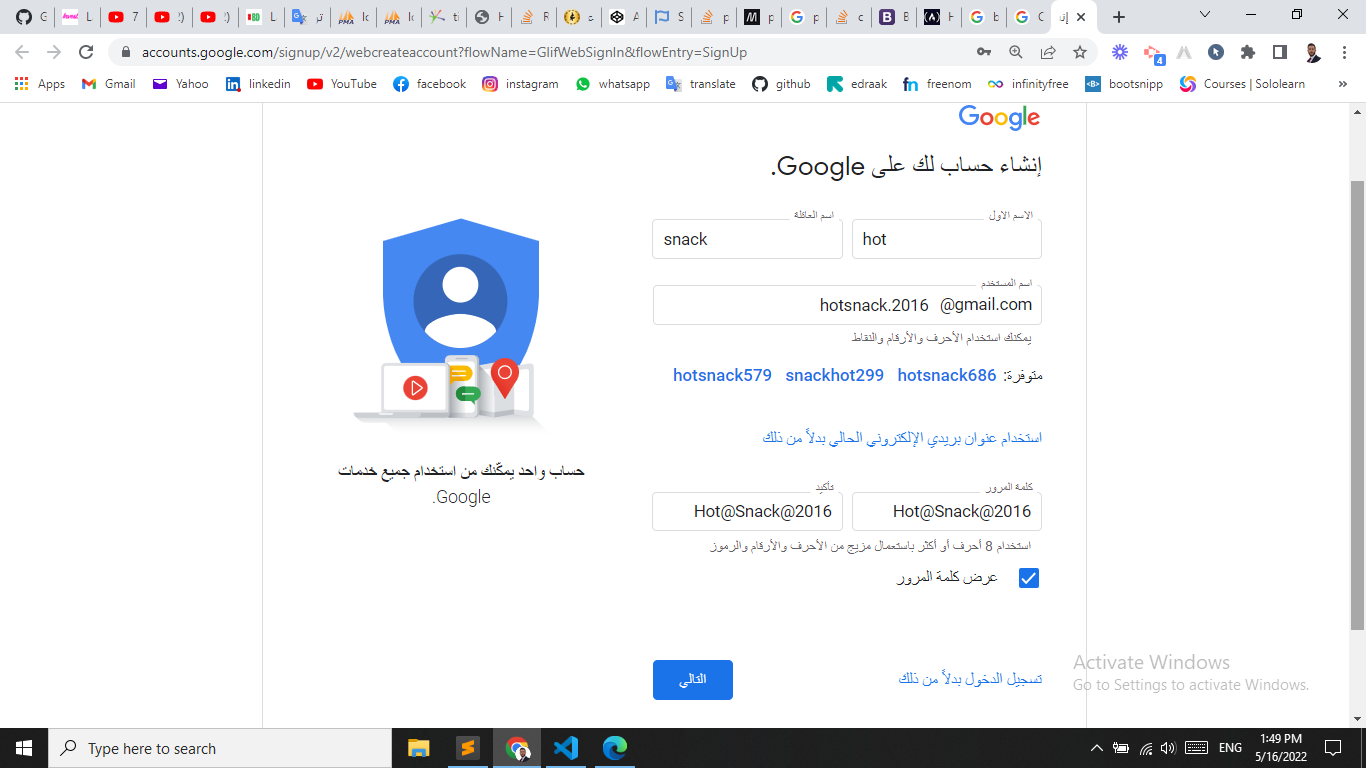 accounts.google.com/signup/v2/webcreateaccount?flowName=GlifWebSignIn&flowEntry=SignUp
4
Apps Gmail Yahoo linkedin YouTube facebook instagram whatsapp translate github edraak freenom infinityfree bootsnipp Courses | Sololearn »
Google
إنشاء حساب لك على Google.
الاسم الأول اسم العائلة
hot snack
اسم المستخدم
hotsnack.2016 @gmail.com
يمكنك استخدام الأحرف والأرقام والنقاط
متوفرة: hotsnack686 snackhot299 hotsnack579
استخدام عنوان بريدي الإلكتروني الحالي بدلاً من ذلك
كلمة المرور تأكيد
Hot@Snack@2016 Hot@Snack@2016
استخدام 8 أحرف أو أكثر باستعمال مزيج من الأحرف والأرقام والرموز
عرض كلمة المرور
تسجيل الدخول بدلاً من ذلك
التالي
حساب واحد يمكّنك من استخدام جميع خدمات
Google.
Activate Windows
Go to Settings to activate Windows.
Type here to search
ENG
1:49 PM
5/16/2022